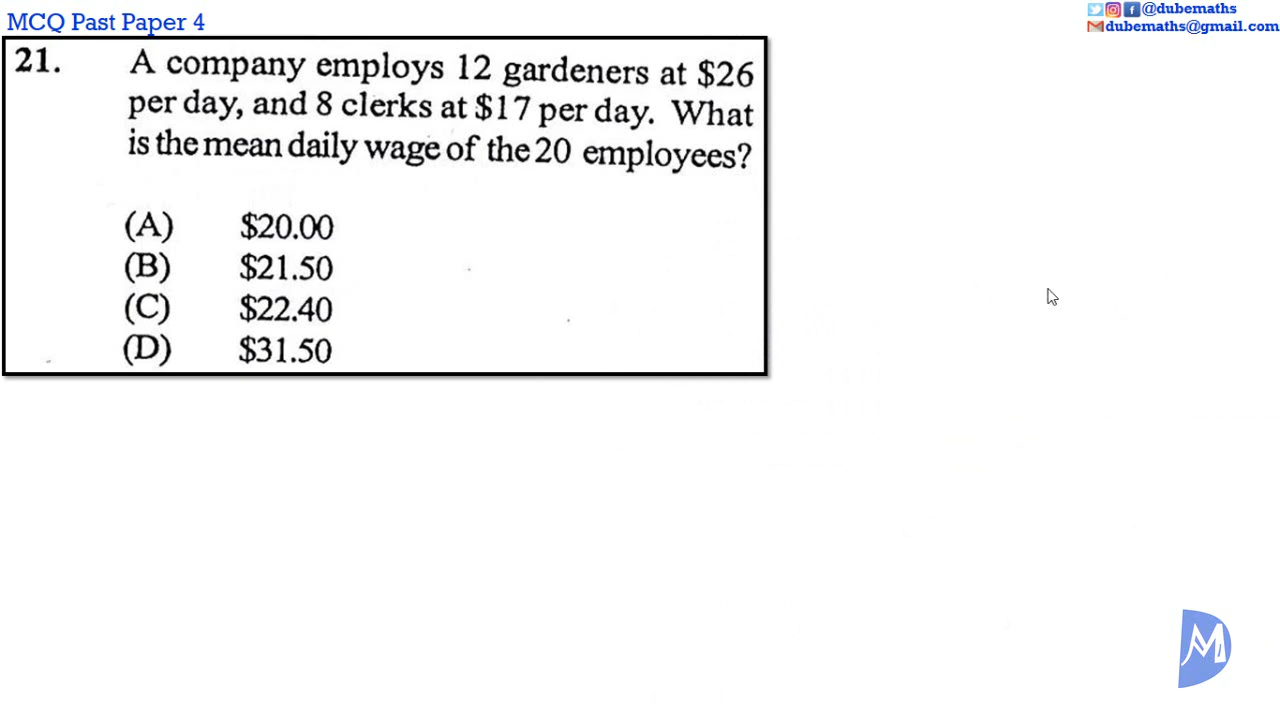 MCQ Past Paper 4
@dubemaths
dubemaths@gmail.com
21. A company employs 12 gardeners at $26
per day, and 8 clerks at $17 per day. What
is the mean daily wage of the 20 employees?
(A) $20.00
(B) $21.50
(C) $22.40
(D) $31.50